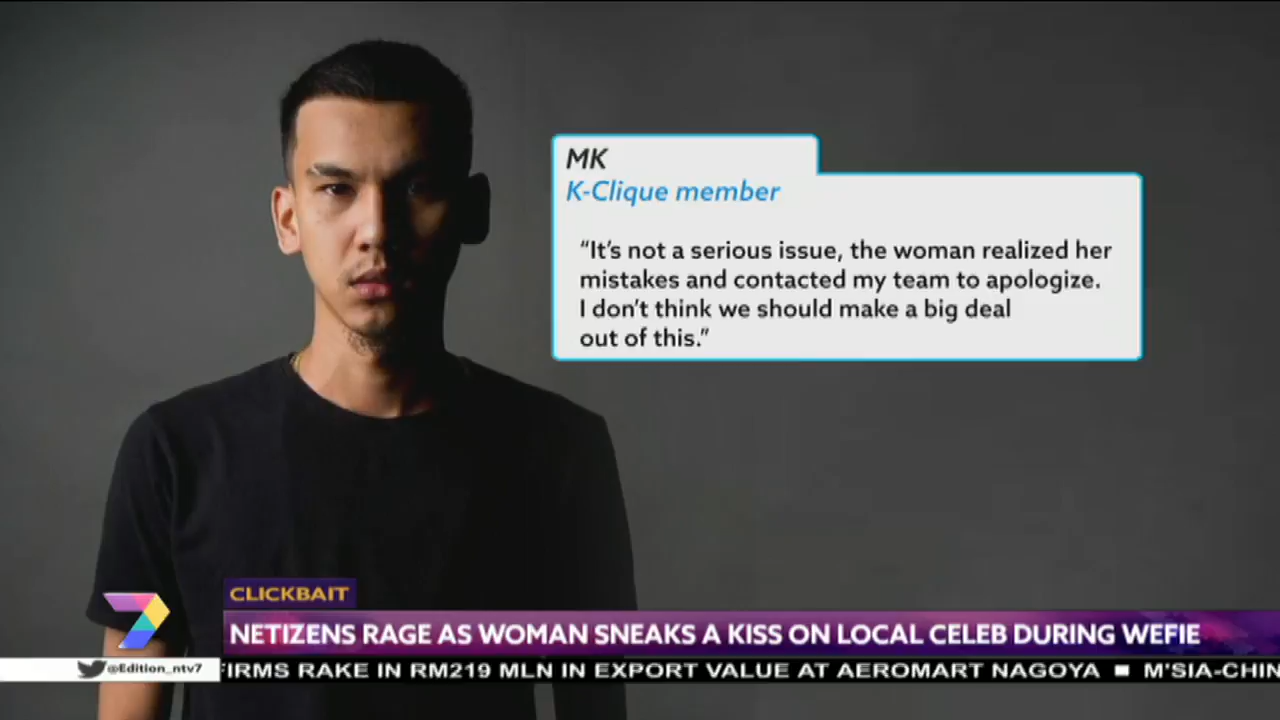 MK
K-Clique member
“It’s not a serious issue, the woman realized her
mistakes and contacted my team to apologize.
I don’t think we should make a big deal
out of this.”
CLICKBAIT
NETIZENS RAGE AS WOMAN SNEAKS A KISS ON LOCAL CELEB DURING WEFIE
@Edition_ntv7
FIRMS RAKE IN RM219 MLN IN EXPORT VALUE AT AEROMART NAGOYA ■ M'SIA-CHIN